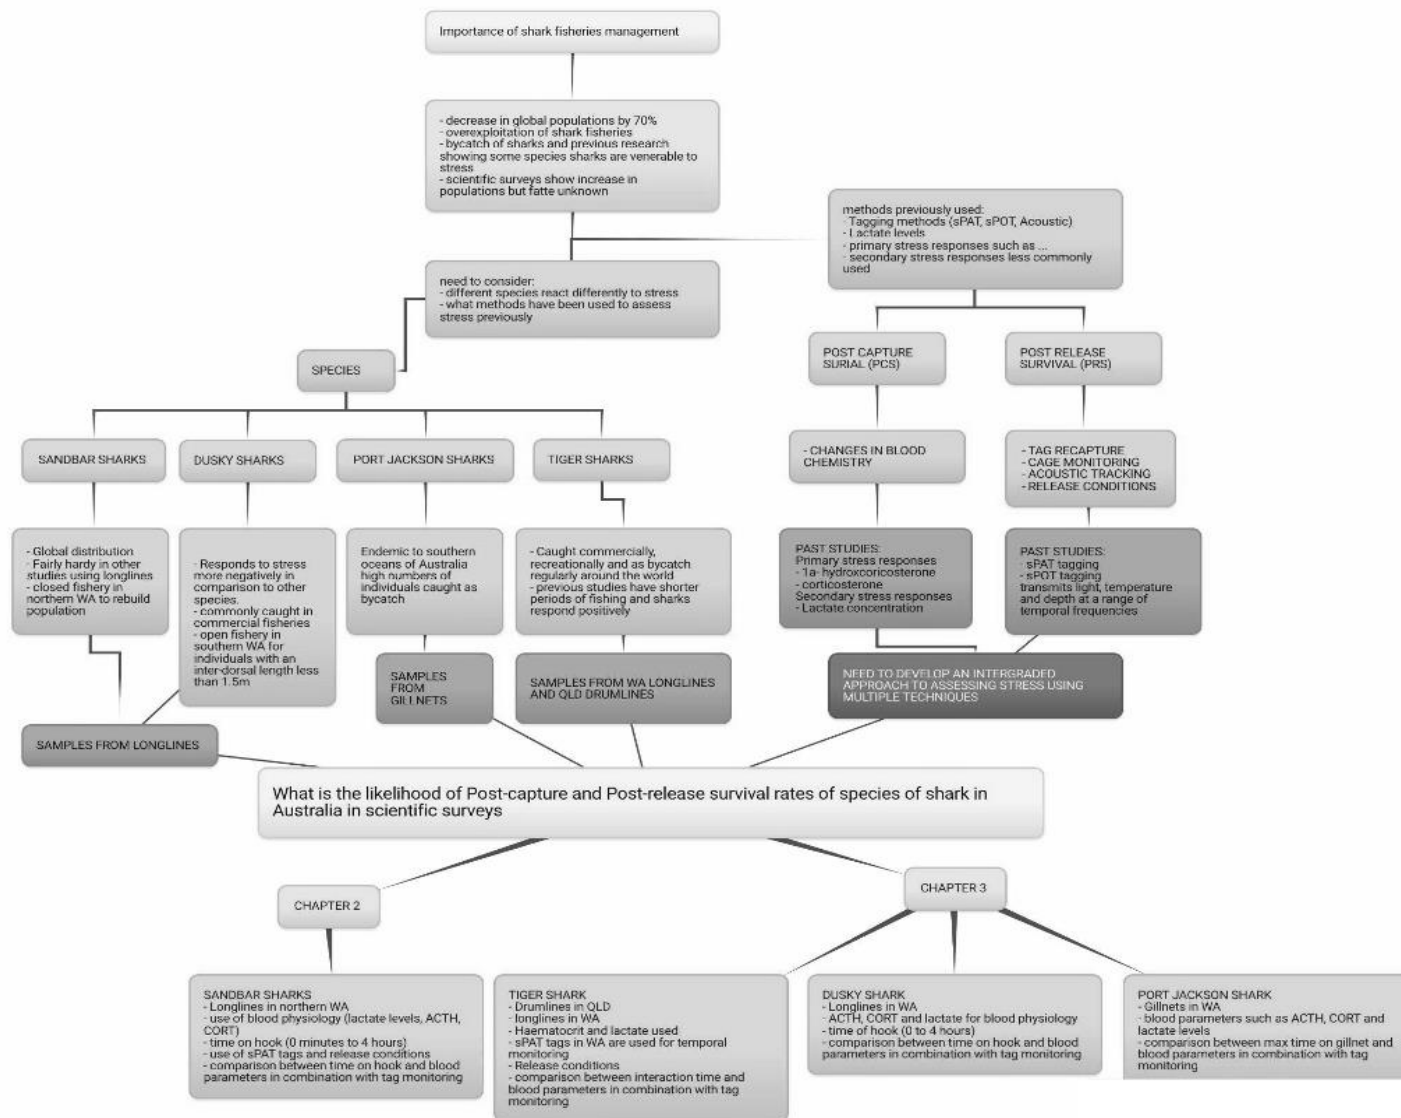 Importance of shark fisheries management
- decrease in global populations by 70%
- overexploitation of shark fisheries
- bycatch of sharks and previous research
showing some species sharks are venerable to
stress
- scientific surveys show increase in
populations but fatte unknown
methods previously used:
- Tagging methods (sPAT, sPOT, Acoustic)
- Lactate levels
- primary stress responses such as ...
- secondary stress responses less commonly
used
need to consider:
- different species react differently to stress
- what methods have been used to assess
stress previously
POST CAPTURE
SURIAL (PCS)
POST RELEASE
SURVIVAL (PRS)
SPECIES
SANDBAR SHARKS
DUSKY SHARKS
PORT JACKSON SHARKS
TIGER SHARKS
- CHANGES IN BLOOD
CHEMISTRY
- TAG RECAPTURE
- CAGE MONITORING
- ACOUSTIC TRACKING
- RELEASE CONDITIONS
- Global distribution
- Fairly hardy in other
studies using longlines
- closed fishery in
northern WA to rebuild
population
- Responds to stress
more negatively in
comparison to other
species.
- commonly caught in
commercial fisheries
- open fishery in
southern WA for
individuals with an
inter-dorsal length less
than 1.5m
Endemic to southern
oceans of Australia
high numbers of
individuals caught as
bycatch
- Caught commercially,
recreationally and as bycatch
regularly around the world
- previous studies have shorter
periods of fishing and sharks
respond positively
PAST STUDIES:
Primary stress responses
- 1a- hydroxcoricosterone
- corticosterone
Secondary stress responses
- Lactate concentration
PAST STUDIES:
- sPAT tagging
- sPOT tagging
transmits light, temperature
and depth at a range of
temporal frequencies
SAMPLES
FROM
GILLNETS
SAMPLES FROM WA LONGLINES
AND QLD DRUMLINES
NEED TO DEVELOP AN INTERGRADED
APPROACH TO ASSESSING STRESS USING
MULTIPLE TECHNIQUES
SAMPLES FROM LONGLINES
What is the likelihood of Post-capture and Post-release survival rates of species of shark in
Australia in scientific surveys
CHAPTER 2
CHAPTER 3
SANDBAR SHARKS
- Longlines in northern WA
- use of blood physiology (lactate levels, ACTH,
CORT)
- time on hook (0 minutes to 4 hours)
- use of sPAT tags and release conditions
- comparison between time on hook and blood
parameters in combination with tag monitoring
TIGER SHARK
- Drumlines in QLD
- longlines in WA
- Haematocrit and lactate used
- sPAT tags in WA are used for temporal
monitoring
- Release conditions
- comparison between interaction time and
blood parameters in combination with tag
monitoring
DUSKY SHARK
- Longlines in WA
- ACTH, CORT and lactate for blood physiology
- time of hook (0 to 4 hours)
- comparison between time on hook and blood
parameters in combination with tag monitoring
PORT JACKSON SHARK
- Gillnets in WA
- blood parameters such as ACTH, CORT and
lactate levels
- comparison between max time on gillnet and
blood parameters in combination with tag
monitoring